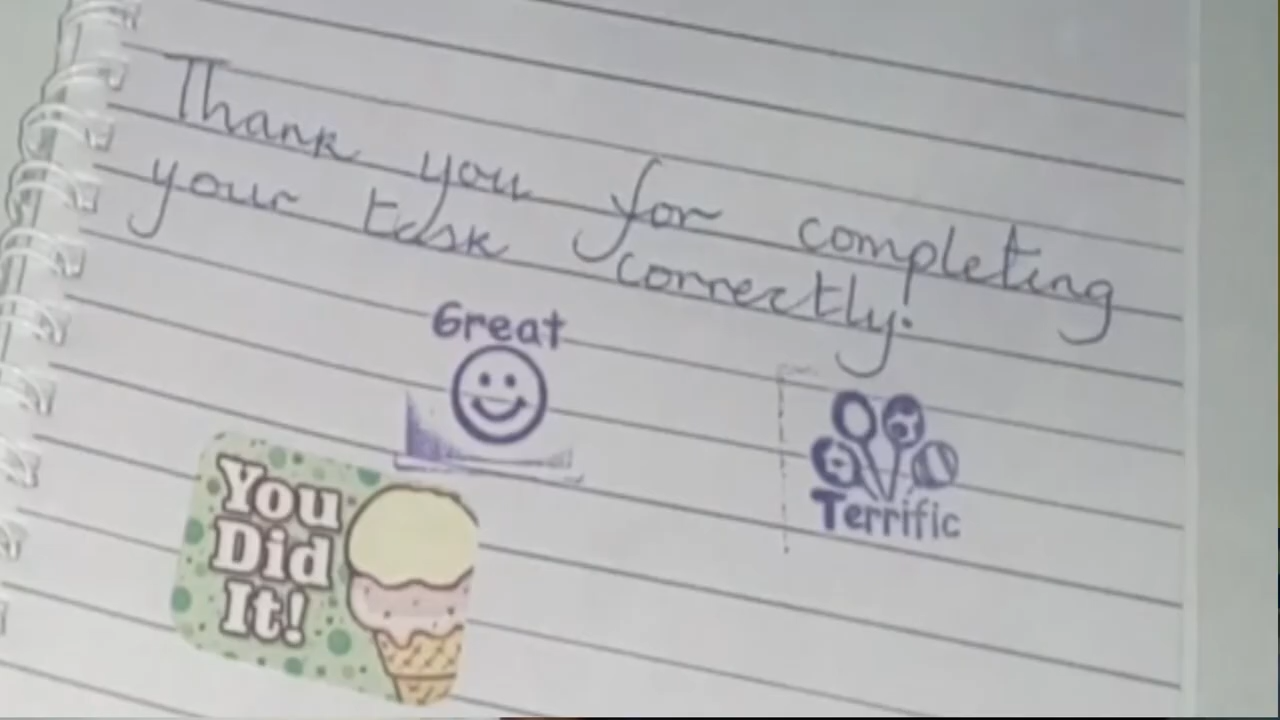 Thank you for completing
your task correctly.
Great
Terrific
You
Did
It!